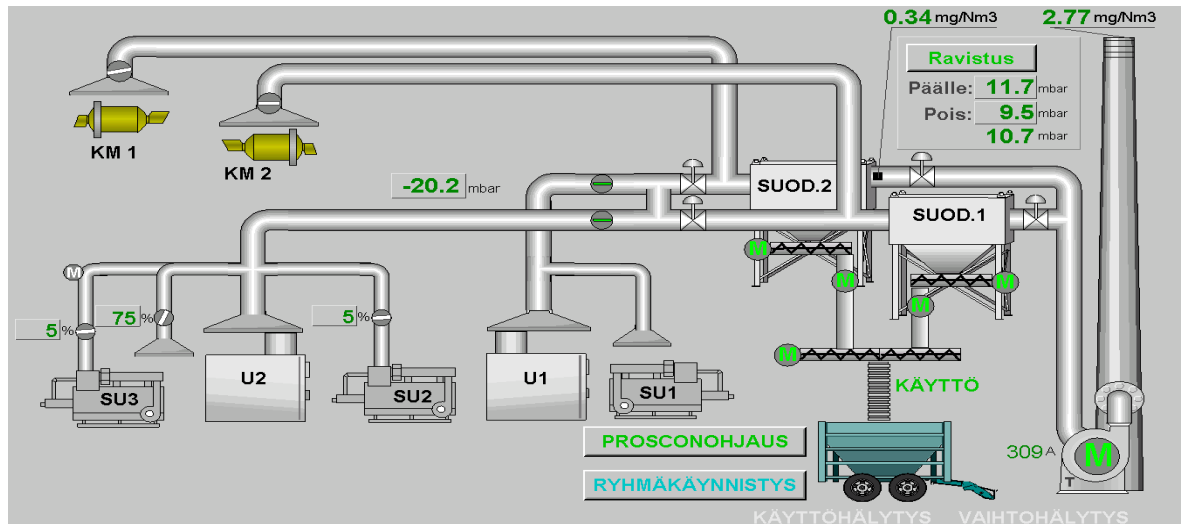 0.34 mg/Nm3
2.77 mg/Nm3
Ravistus
Päälle: 11.7 mbar
Pois: 9.5 mbar
10.7 mbar
KM 1
KM 2
-20.2 mbar
SUOD.2
SUOD.1
M
M
M
M
M
5 %
75 %
5 %
M
U2
U1
SU3
SU2
SU1
KÄYTTÖ
PROSCONOHJAUS
309 A
M
T
RYHMÄKÄYNNISTYS
KÄYTTÖHÄLYTYS
VAIHTOHÄLYTYS